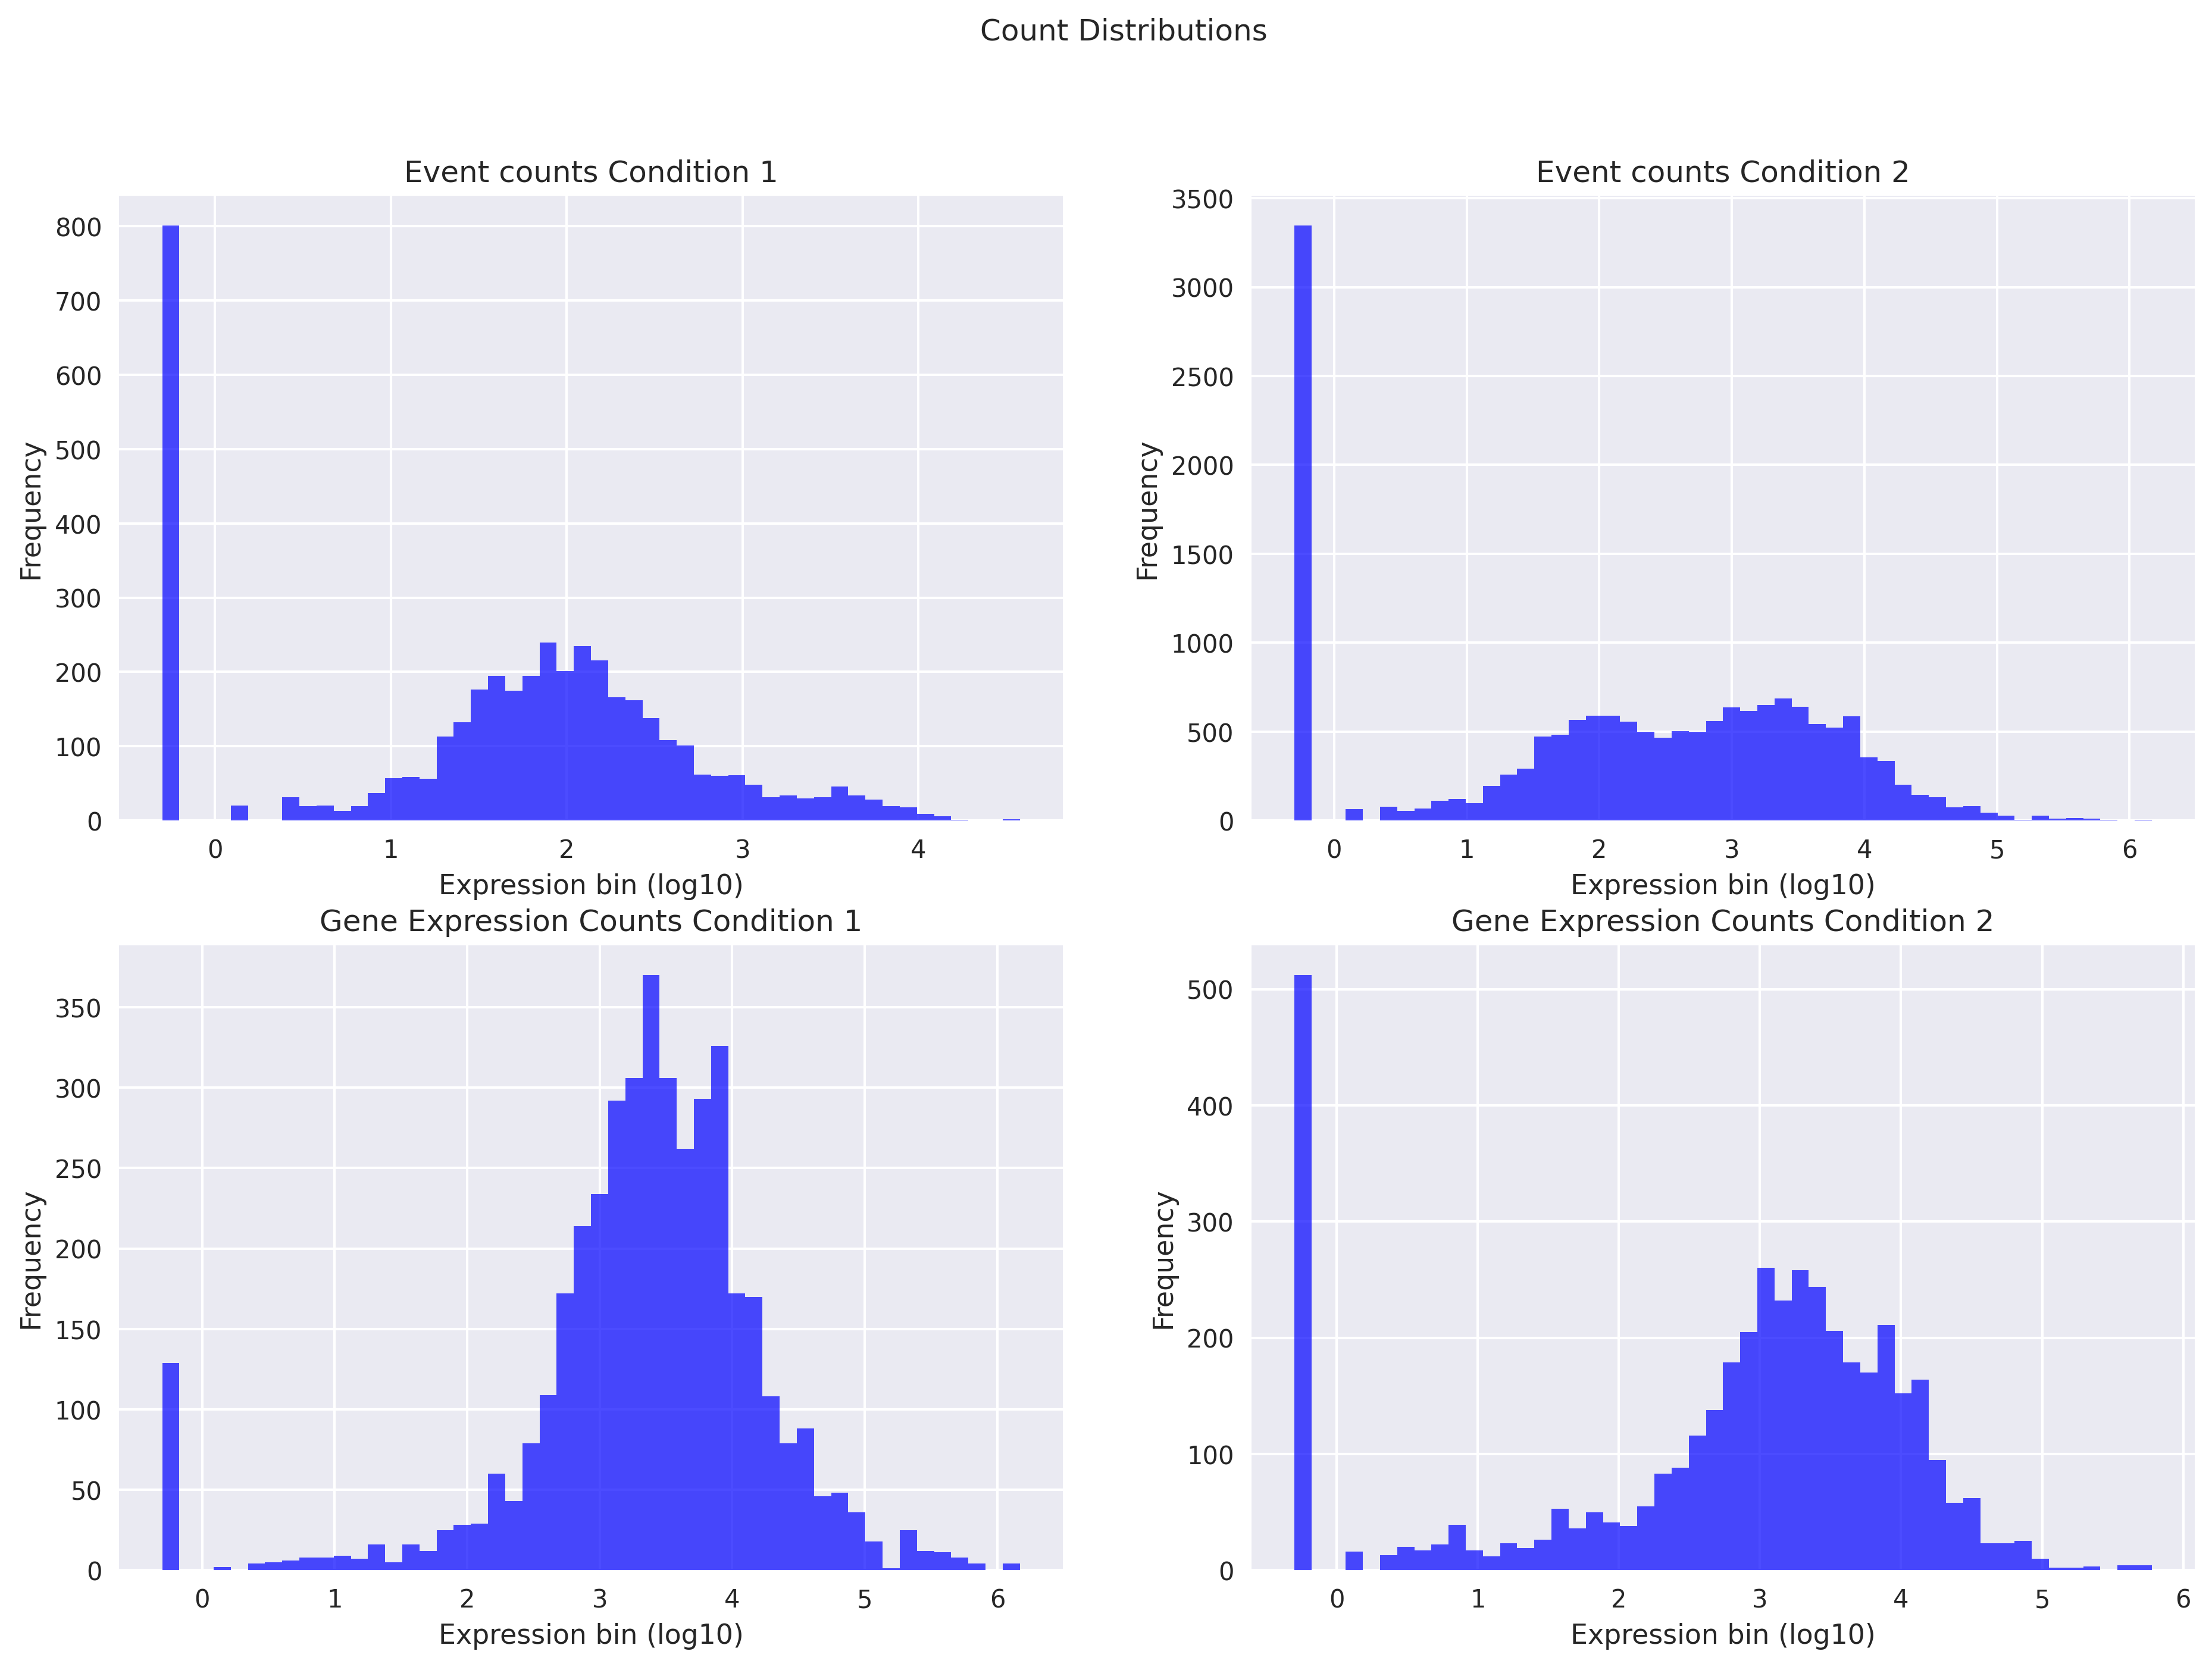 Count Distributions
Event counts Condition 1
800
700
600
500
400
300
200
100
0
Frequency
0 1 2 3 4
Expression bin (log10)
Event counts Condition 2
3500
3000
2500
2000
1500
1000
500
0
Frequency
0 1 2 3 4 5 6
Expression bin (log10)
Gene Expression Counts Condition 1
350
300
250
200
150
100
50
0
Frequency
0 1 2 3 4 5 6
Expression bin (log10)
Gene Expression Counts Condition 2
500
400
300
200
100
0
Frequency
0 1 2 3 4 5 6
Expression bin (log10)